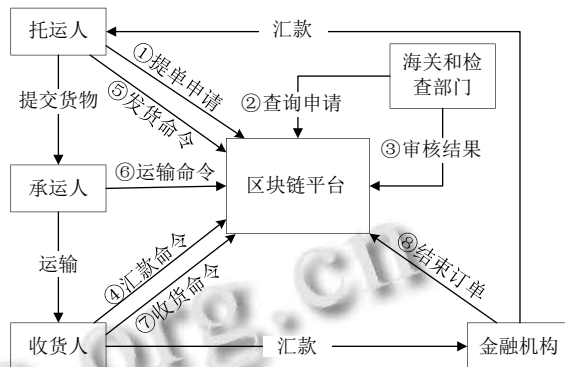 托运人
汇款
①提单申请
海关和检
查部门
②查询申请
提交货物
⑤发货命令
③审核结果
⑥运输命令
承运人
区块链平台
运输
④汇款命令
⑦收货命令
⑧结束订单
收货人
汇款
金融机构
org.cn